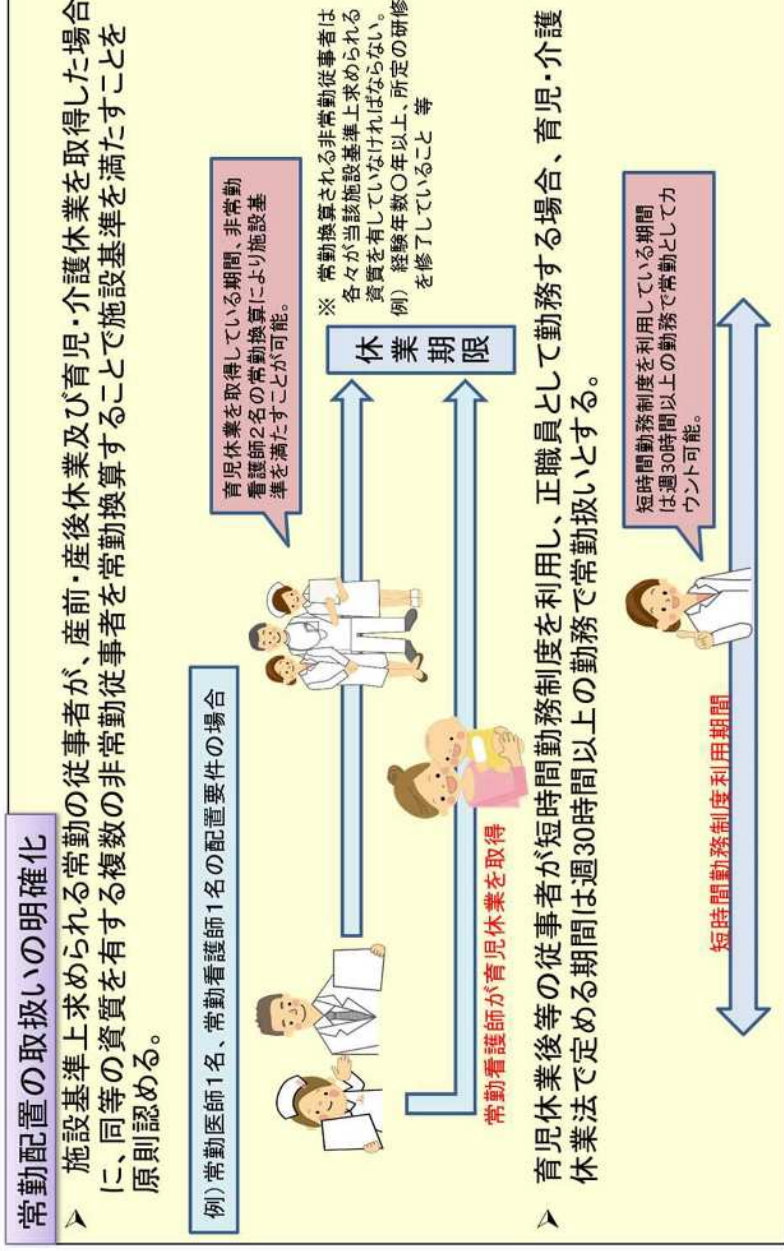 常勤配置の取扱いの明確化
➢ 施設基準上求められる常勤の従事者が、産前・産後休業及び育児・介護休業を取得した場合
に、同等の資質を有する複数の非常勤従事者を常勤換算することで施設基準を満たすことを
原則認める。
例)常勤医師1名、常勤看護師1名の配置要件の場合
育児休業を取得している期間、非常勤
看護師2名の常勤換算により施設基
準を満たすことが可能。
※ 常勤換算される非常勤従事者は
各々が当該施設基準上求められる
資質を有していなければならない。
例) 経験年数〇年以上、所定の研修
を修了していること 等
休業期限
常勤看護師が育児休業を取得
➢ 育児休業後等の従事者が短時間勤務制度を利用し、正職員として勤務する場合、育児・介護
休業法で定める期間は週30時間以上の勤務で常勤扱いとする。
短時間勤務制度を利用している期間
は週30時間以上の勤務で常勤としてカ
ウント可能。
短時間勤務制度利用期間